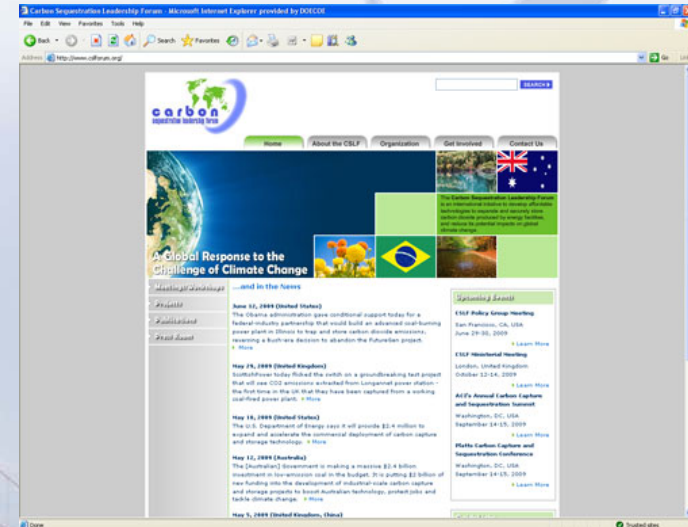 Carbon Sequestration Leadership Forum - Microsoft Internet Explorer provided by DOECOE
File Edit View Favorites Tools Help
Back Search Favorites
Address http://www.cslforum.org/ Go
carbon
sequestration leadership forum
SEARCH
Home About the CSLF Organization Get Involved Contact Us
The Carbon Sequestration Leadership Forum
is an international initiative to develop affordable
technologies to separate and securely store
carbon dioxide produced by energy facilities,
and reduce its potential impacts on global
climate change.
A Global Response to the
Challenge of Climate Change
Meetings/Workshops
Projects
Publications
Press Room
...and in the News
June 12, 2009 (United States)
The Obama administration gave conditional support today for a
federal-industry partnership that would build an advanced coal-burning
power plant in Illinois to trap and store carbon dioxide emissions,
reversing a Bush-era decision to abandon the FutureGen project.
More
May 29, 2009 (United Kingdom)
ScottishPower today flicked the switch on a groundbreaking test project
that will see CO2 emissions extracted from Longannet power station -
the first time in the UK that they have been captured from a working
coal-fired power plant. More
May 18, 2009 (United States)
The U.S. Department of Energy says it will provide $2.4 million to
expand and accelerate the commercial deployment of carbon capture
and storage technology. More
May 12, 2009 (Australia)
The [Australian] Government is making a massive $2.4 billion
investment in low-emission coal in the budget. It is putting $2 billion of
new funding into the development of industrial-scale carbon capture
and storage projects to boost Australian technology, protect jobs and
tackle climate change. More
May 5, 2009 (United Kingdom, China)
Upcoming Events
CSLF Policy Group Meeting
San Francisco, CA, USA
June 29-30, 2009
Learn More
CSLF Ministerial Meeting
London, United Kingdom
October 12-14, 2009
Learn More
ACI's Annual Carbon Capture
and Sequestration Summit
Washington, DC, USA
September 14-15, 2009
Learn More
Platts Carbon Capture and
Sequestration Conference
Washington, DC, USA
September 14-15, 2009
Learn More
Done Trusted sites